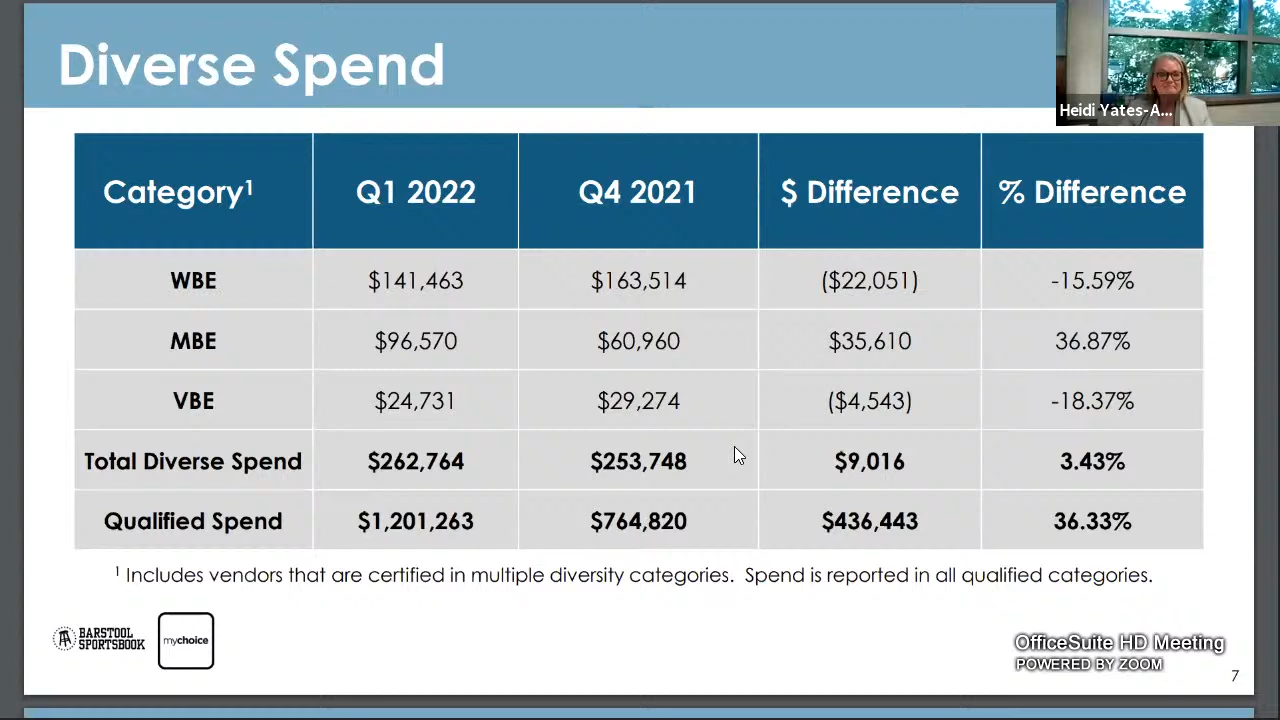 Diverse Spend
Heidi Yates-A...
Category¹ Q1 2022 Q4 2021 $ Difference % Difference
WBE $141,463 $163,514 ($22,051) -15.59%
MBE $96,570 $60,960 $35,610 36.87%
VBE $24,731 $29,274 ($4,543) -18.37%
Total Diverse Spend $262,764 $253,748 $9,016 3.43%
Qualified Spend $1,201,263 $764,820 $436,443 36.33%
¹ Includes vendors that are certified in multiple diversity categories. Spend is reported in all qualified categories.
BARSTOOL
SPORTSBOOK
mychoice
OfficeSuite HD Meeting
POWERED BY ZOOM
7